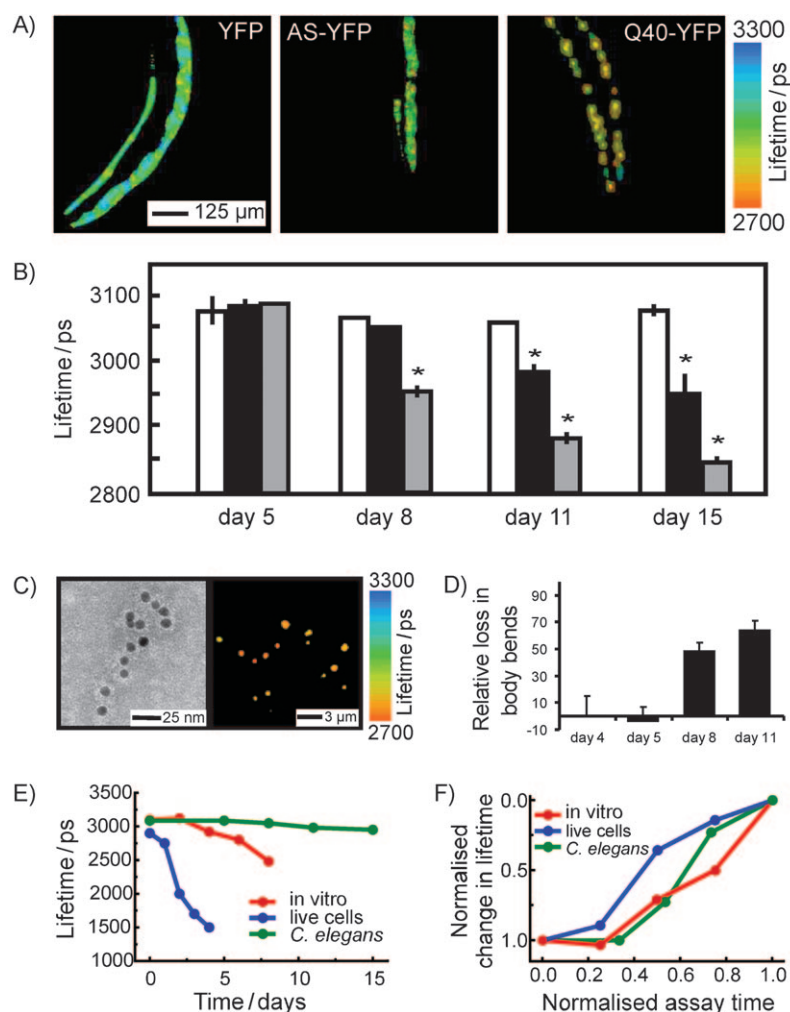 A)
YFP
AS-YFP
Q40-YFP
125 μm
3300
Lifetime / ps
2700
B)
Lifetime / ps
3100
3000
2900
2800
*
*
*
*
*
day 5
day 8
day 11
day 15
C)
25 nm
3 μm
3300
Lifetime / ps
2700
D)
Relative loss in
body bends
90
70
50
30
10
-10
day 4
day 5
day 8
day 11
E)
Lifetime / ps
3500
3000
2500
2000
1500
1000
in vitro
live cells
C. elegans
0
5
10
15
Time / days
F)
Normalised
change in lifetime
0.0
0.5
1.0
in vitro
live cells
C. elegans
0.0
0.2
0.4
0.6
0.8
1.0
Normalised assay time